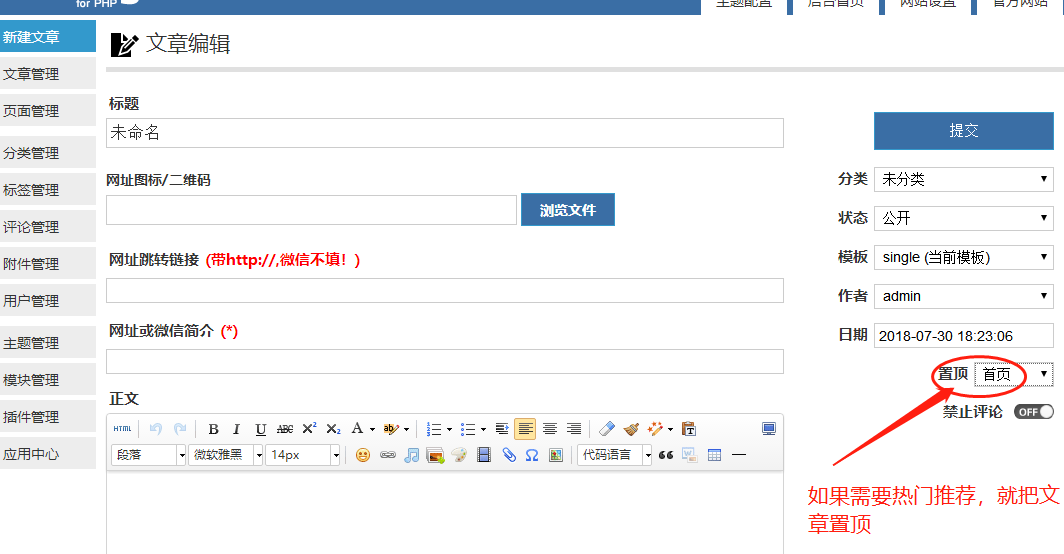 for PHP
主题配置 后台首页 网站设置 官方网站
新建文章
文章管理
页面管理
分类管理
标签管理
评论管理
附件管理
用户管理
主题管理
模块管理
插件管理
应用中心
文章编辑
标题
未命名
网址图标/二维码
浏览文件
网址跳转链接 (带http://,微信不填！)
网址或微信简介 (*)
正文
HTML B I U ABC X² X₂ A ab
段落 微软雅黑 14px 代码语言
提交
分类 未分类
状态 公开
模板 single (当前模板)
作者 admin
日期 2018-07-30 18:23:06
置顶 首页
禁止评论 OFF
如果需要热门推荐，就把文
章置顶